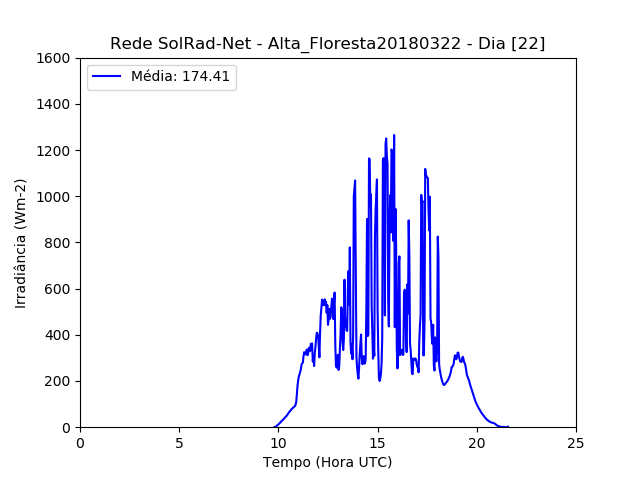 Rede SolRad-Net - Alta_Floresta20180322 - Dia [22]
Média: 174.41
Irradiância (Wm-2)
1600
1400
1200
1000
800
600
400
200
0
0 5 10 15 20 25
Tempo (Hora UTC)